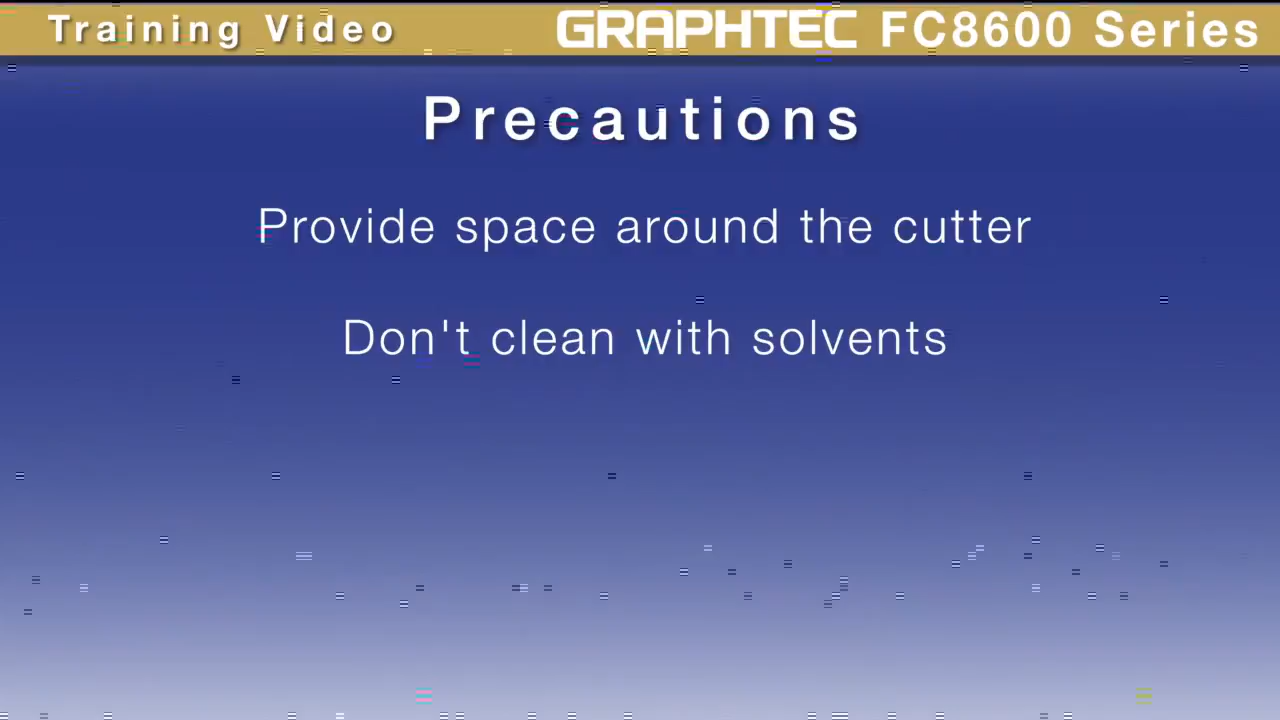 Training Video
GRAPHTEC FC8600 Series
Precautions
Provide space around the cutter
Don't clean with solvents